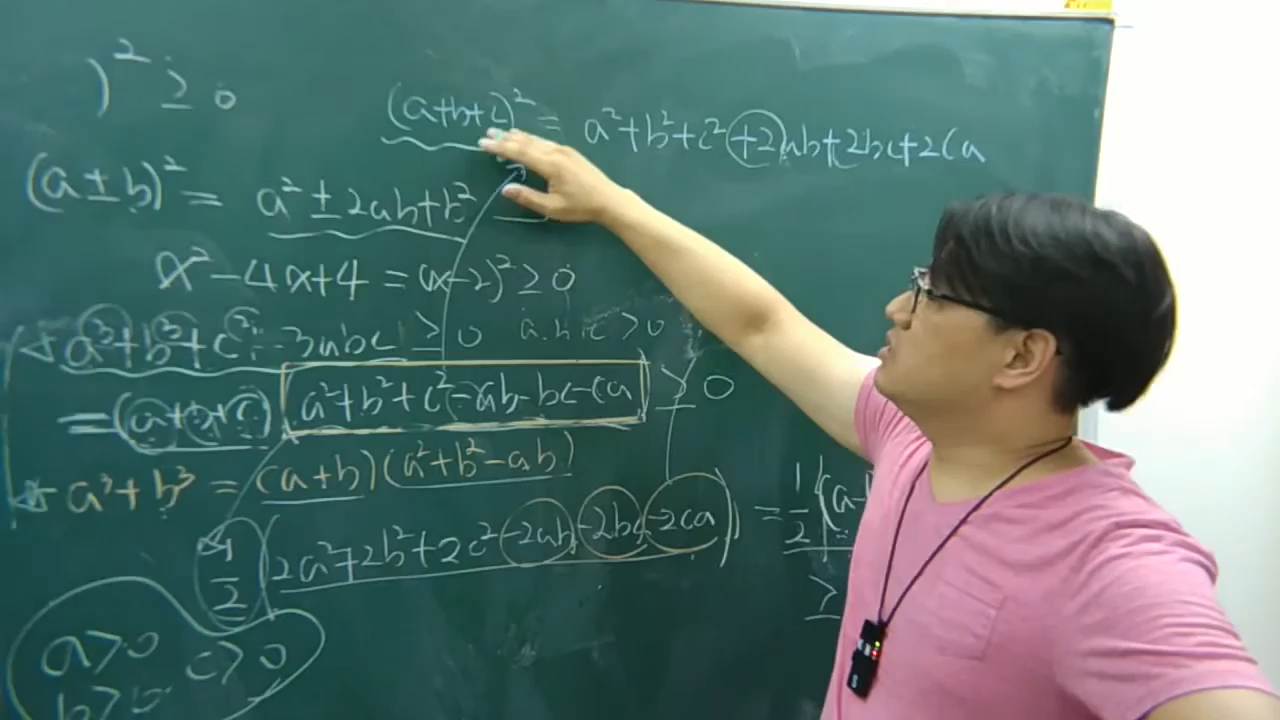 )² ≥ 0
(a+b+c)² = a²+b²+c²+2ab+2bc+2ca
(a±b)² = a²±2ab+b²
x²-4x+4 = (x-2)² ≥ 0
a³+b³+c³-3abc ≥ 0 a.b.c > 0
=(a+b+c)(a²+b²+c²-ab-bc-ca) ≥ 0
a³+b³ = (a+b)(a²+b²-ab)
1/2(2a²+2b²+2c²-2ab-2bc-2ca) = 1/2{(a-
≥
a>0
c>0
b>0